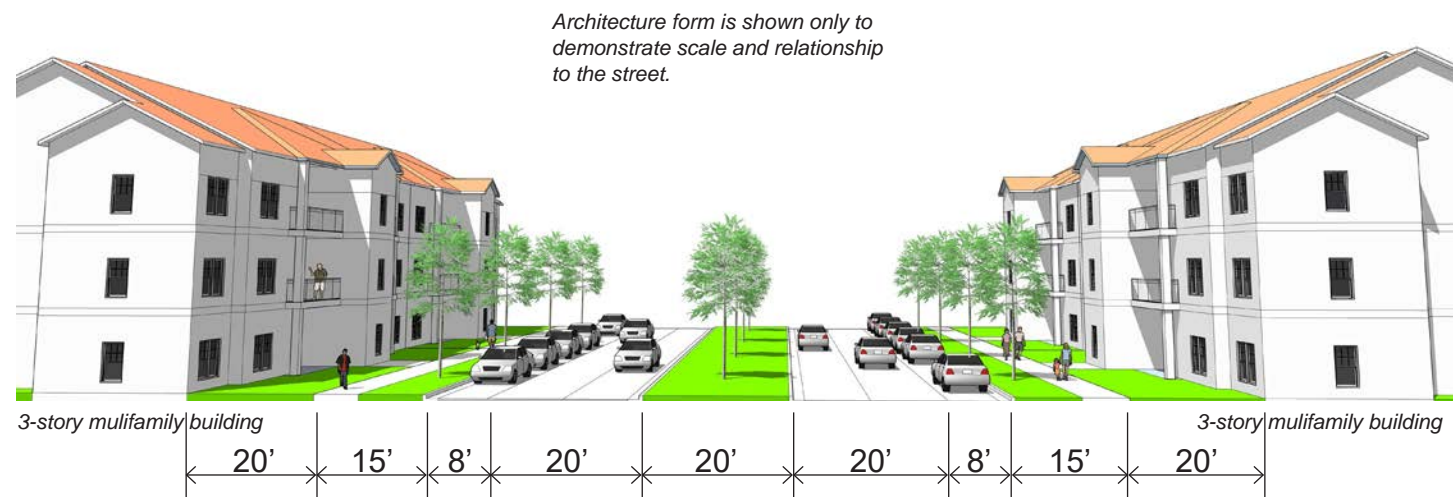 Architecture form is shown only to
demonstrate scale and relationship
to the street.
3-story mulifamily building
3-story mulifamily building
20’ 15’ 8’ 20’ 20’ 20’ 8’ 15’ 20’